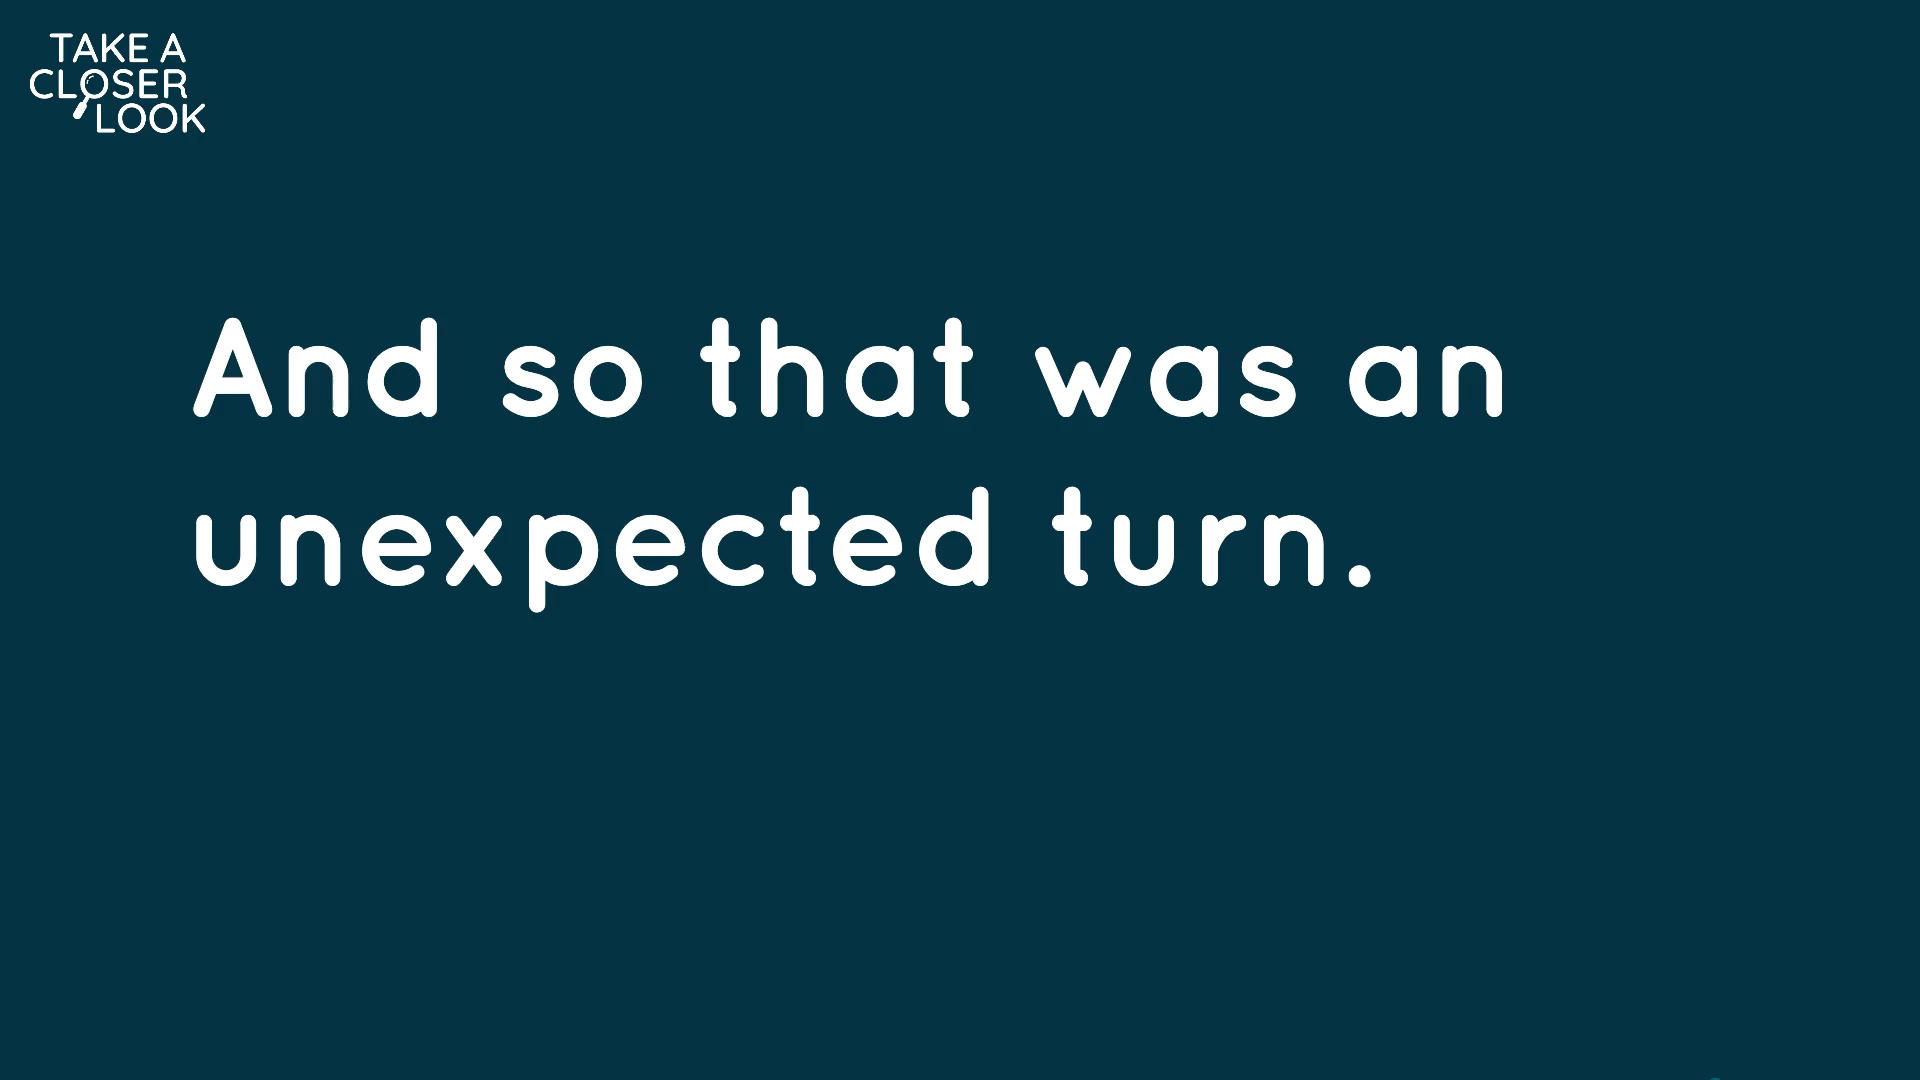 TAKE A
CLOSER
LOOK
And so that was an
unexpected turn.